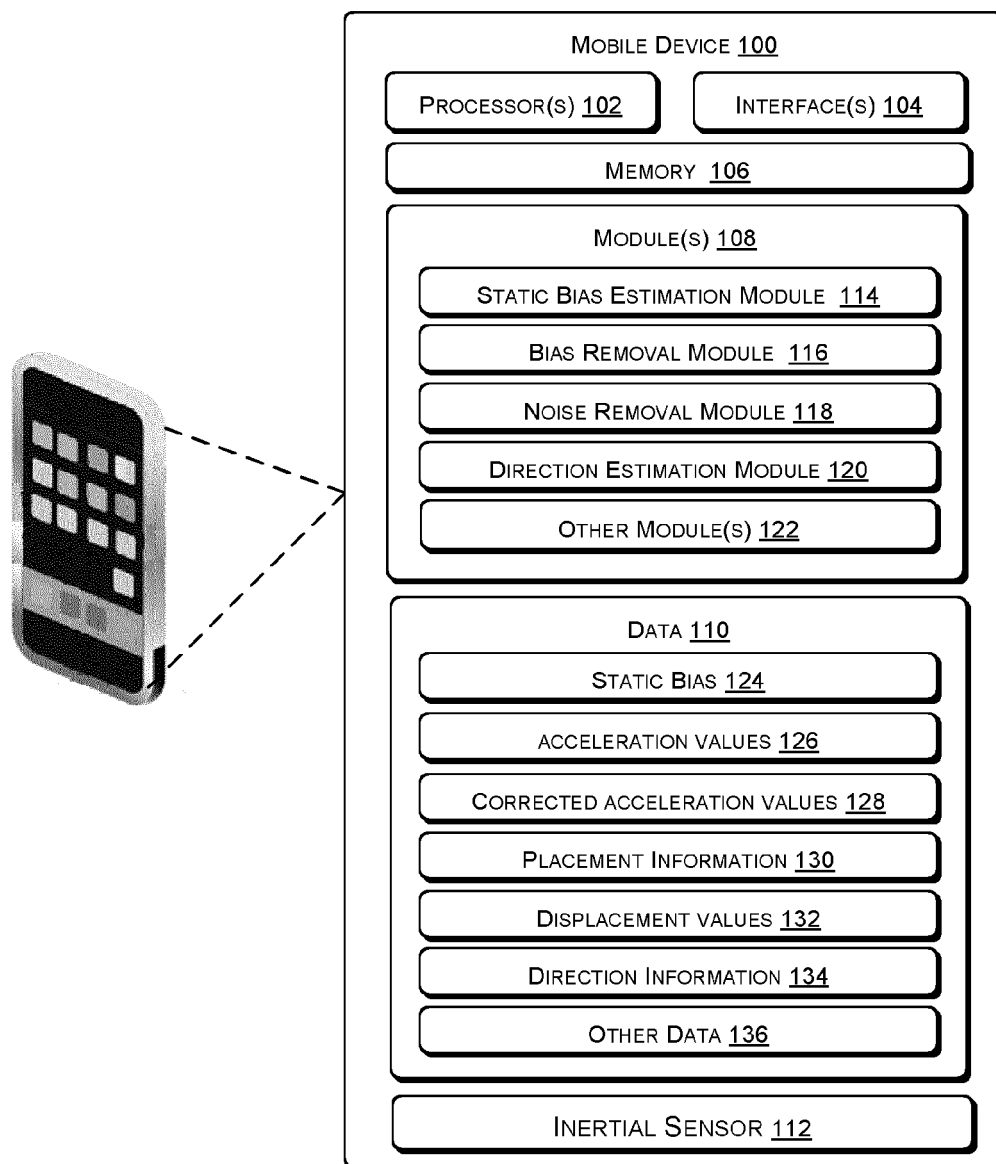 MOBILE DEVICE 100
PROCESSOR(S) 102
INTERFACE(S) 104
MEMORY 106
MODULE(S) 108
STATIC BIAS ESTIMATION MODULE 114
BIAS REMOVAL MODULE 116
NOISE REMOVAL MODULE 118
DIRECTION ESTIMATION MODULE 120
OTHER MODULE(S) 122
DATA 110
STATIC BIAS 124
ACCELERATION VALUES 126
CORRECTED ACCELERATION VALUES 128
PLACEMENT INFORMATION 130
DISPLACEMENT VALUES 132
DIRECTION INFORMATION 134
OTHER DATA 136
INERTIAL SENSOR 112